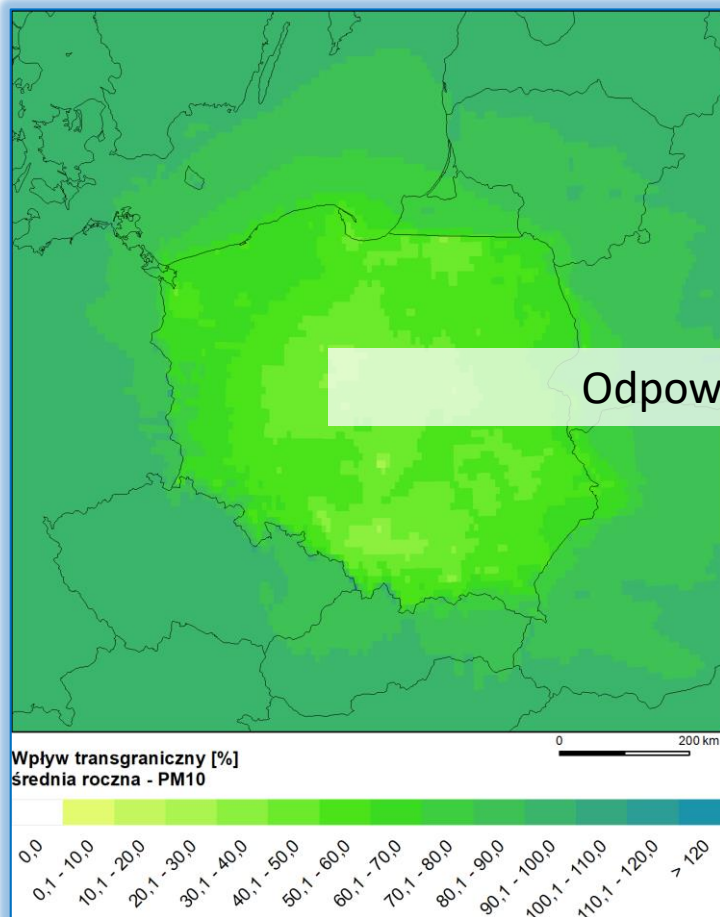 Odpow
0 200 km
Wpływ transgraniczny [%]
średnia roczna - PM10
0,0 0,1 - 10,0 10,1 - 20,0 20,1 - 30,0 30,1 - 40,0 40,1 - 50,0 50,1 - 60,0 60,1 - 70,0 70,1 - 80,0 80,1 - 90,0 90,1 - 100,0 100,1 - 110,0 110,1 - 120,0 > 120